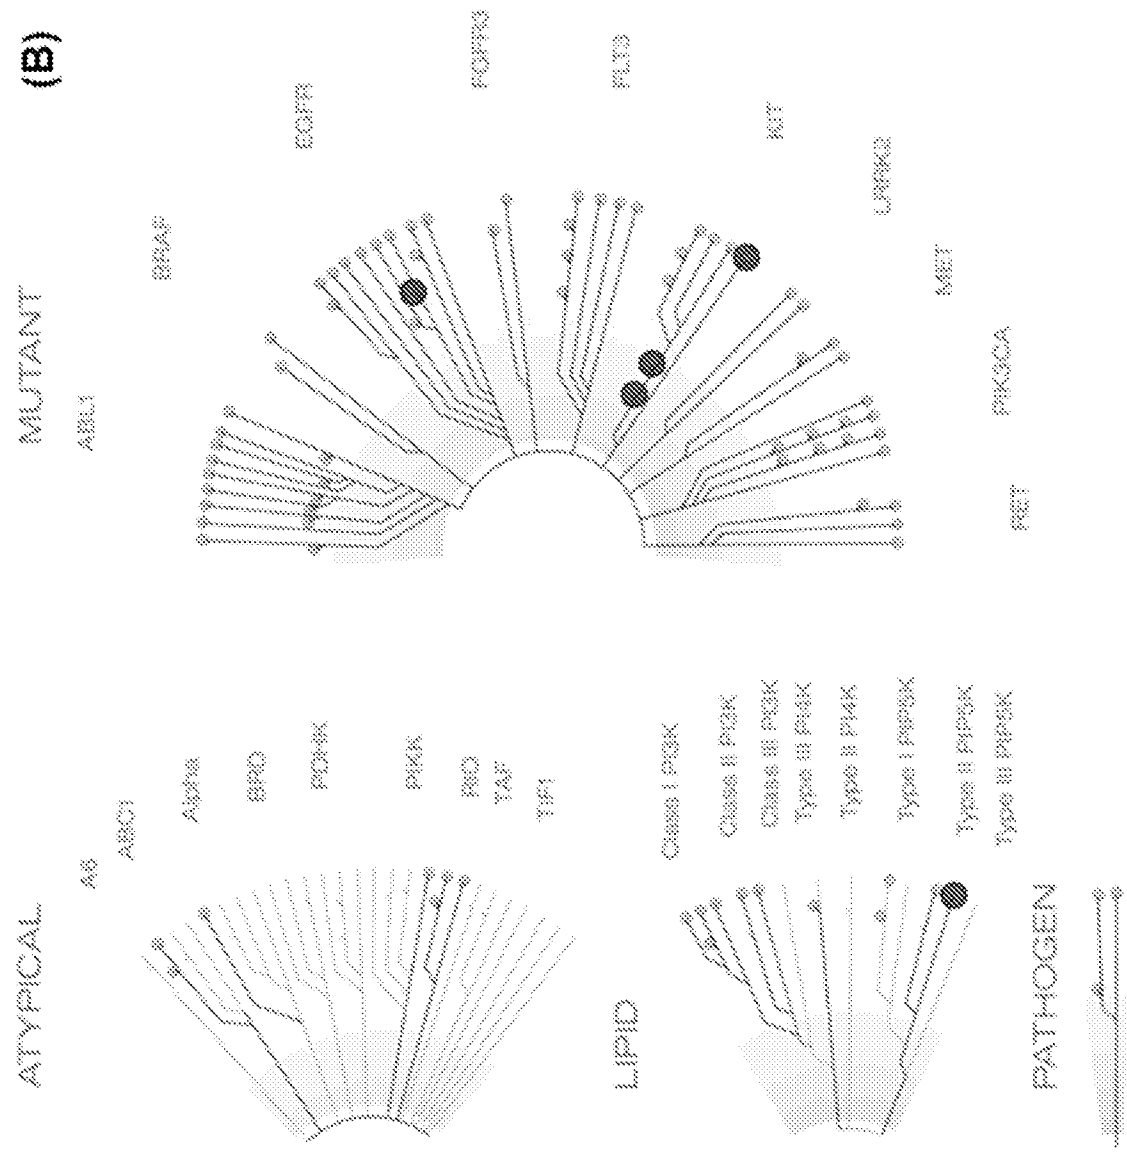 (B)
ATYPICAL
A6
ABC1
Alpha
BRD
PDHK
PIKK
RIO
TAF
TIF1
MUTANT
ABL1
BRAF
EGFR
FGFR3
FLT3
KIT
LRRK2
MET
PIK3CA
RET
LIPID
Class I PI3K
Class II PI3K
Class III PI3K
Type III PI4K
Type II PI4K
Type I PIP5K
Type II PIP5K
Type III PIP5K
PATHOGEN